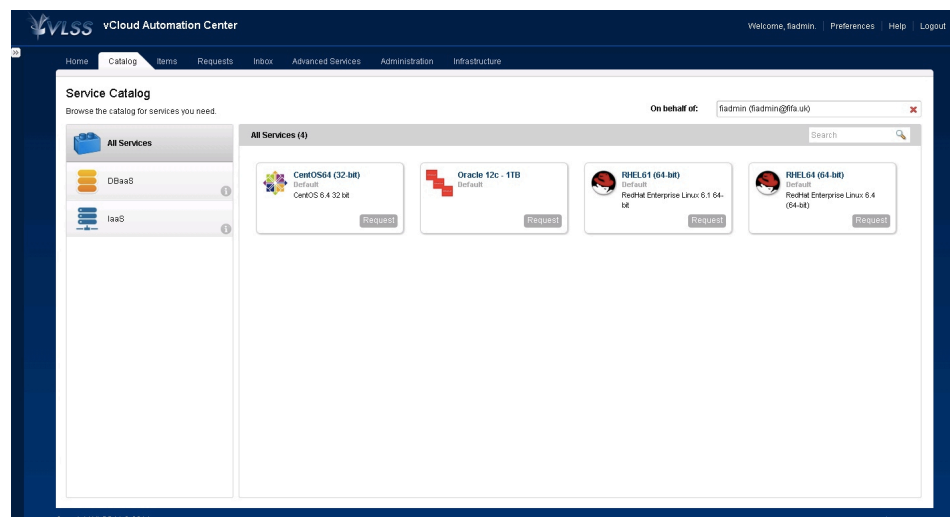 VLSS vCloud Automation Center
Welcome, fiadmin. Preferences Help Logout
Home Catalog Items Requests Inbox Advanced Services Administration Infrastructure
Service Catalog
Browse the catalog for services you need.
On behalf of: fiadmin (fiadmin@fifa.uk)
All Services
DBaaS
IaaS
All Services (4)
Search
CentOS64 (32-bit)
Default
CentOS 6.4 32 bit
Request
Oracle 12c - 1TB
Default
Request
RHEL61 (64-bit)
Default
RedHat Enterprise Linux 6.1 64-
bit
Request
RHEL64 (64-bit)
Default
RedHat Enterprise Linux 6.4
(64-bit)
Request